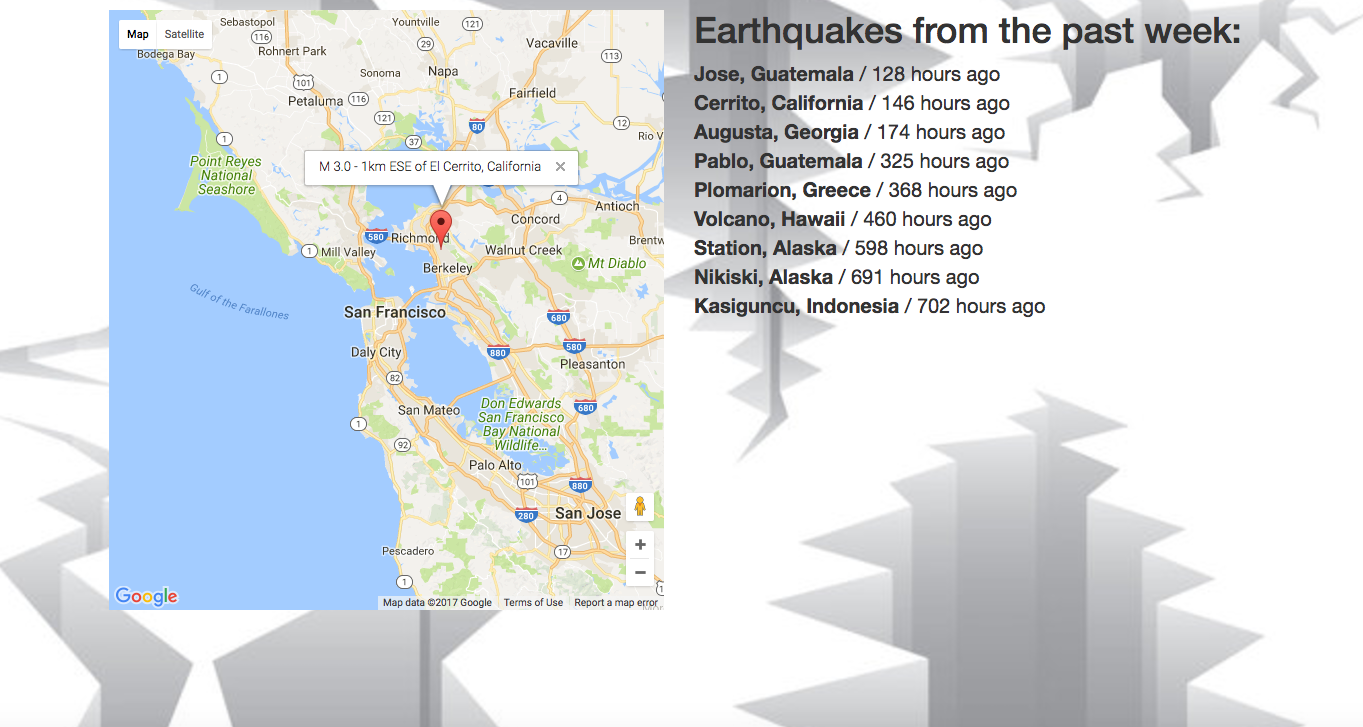 Map Satellite
Sebastopol
Yountville
121
116
29
Vacaville
Bodega Bay
Rohnert Park
113
Sonoma
Napa
1
101
Petaluma
116
Fairfield
121
80
12
Rio V
1
37
Point Reyes
National
Seashore
M 3.0 - 1km ESE of El Cerrito, California
4
Antioch
Concord
580
Richmond
Brentw
1
Mill Valley
Walnut Creek
Mt Diablo
Berkeley
Gulf of the Farallones
San Francisco
680
580
Daly City
880
Pleasanton
82
San Mateo
Don Edwards
San Francisco
Bay National
Wildlife...
680
1
92
Palo Alto
101
880
280
San Jose
Pescadero
17
1
1
Google
Map data ©2017 Google Terms of Use Report a map error
Earthquakes from the past week:
Jose, Guatemala / 128 hours ago
Cerrito, California / 146 hours ago
Augusta, Georgia / 174 hours ago
Pablo, Guatemala / 325 hours ago
Plomarion, Greece / 368 hours ago
Volcano, Hawaii / 460 hours ago
Station, Alaska / 598 hours ago
Nikiski, Alaska / 691 hours ago
Kasiguncu, Indonesia / 702 hours ago